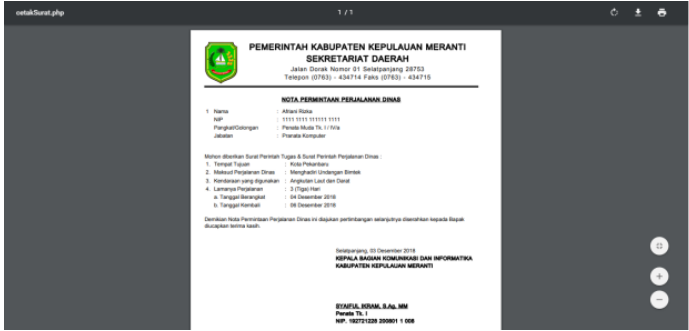 cetakSurat.php
1 / 1
PEMERINTAH KABUPATEN KEPULAUAN MERANTI
SEKRETARIAT DAERAH
Jalan Dorak Nomor 01 Selatpanjang 28753
Telepon (0763) - 434714 Faks (0763) - 434715
NOTA PERMINTAAN PERJALANAN DINAS
1 Nama : Afriani Rizka
NIP : 1111 1111 111111 1111
Pangkat/Golongan : Penata Muda Tk. I / IV/a
Jabatan : Pranata Komputer
Mohon diberikan Surat Perintah Tugas & Surat Perintah Perjalanan Dinas :
1. Tempat Tujuan : Kota Pekanbaru
2. Maksud Perjalanan Dinas : Menghadiri Undangan Bimtek
3. Kendaraan yang digunakan : Angkutan Laut dan Darat
4. Lamanya Perjalanan : 3 (Tiga) Hari
a. Tanggal Berangkat : 04 Desember 2018
b. Tanggal Kembali : 06 Desember 2018
Demikian Nota Permintaan Perjalanan Dinas ini diajukan pertimbangan selanjutnya diserahkan kepada Bapak
diucapkan terima kasih.
Selatpanjang, 03 Desember 2018
KEPALA BAGIAN KOMUNIKASI DAN INFORMATIKA
KABUPATEN KEPULAUAN MERANTI
SYAIFUL IKRAM, S.Ag, MM
Penata Tk. I
NIP. 192721226 200801 1 008